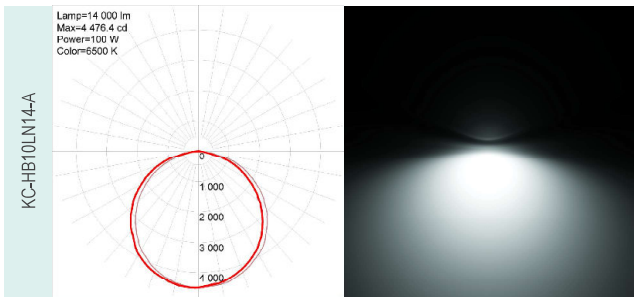 KC-HB10LN14-A
Lamp=14 000 lm
Max=4 476.4 cd
Power=100 W
Color=6500 K
0
1 000
2 000
3 000
4 000